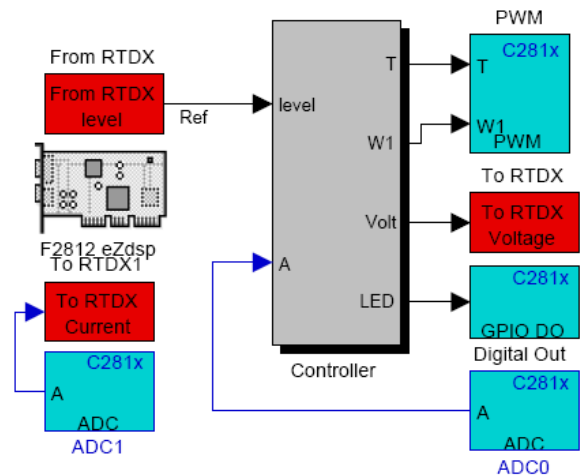 PWM
C281x
T
W1
PWM
From RTDX
From RTDX
level
Ref
F2812 eZdsp
To RTDX1
To RTDX
Current
C281x
A
ADC
ADC1
level
A
T
W1
Volt
LED
Controller
To RTDX
To RTDX
Voltage
C281x
GPIO DO
Digital Out
C281x
A
ADC
ADC0